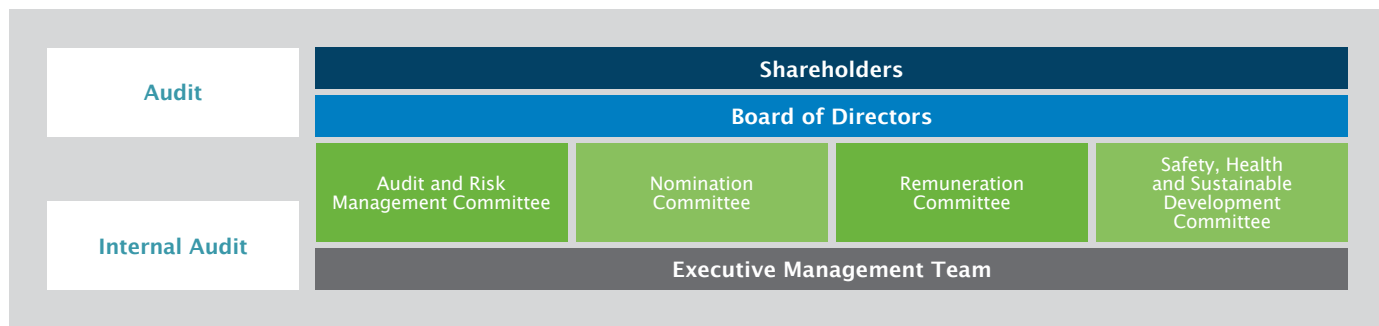 Audit
Shareholders
Board of Directors
Audit and Risk
Management Committee
Nomination
Committee
Remuneration
Committee
Safety, Health
and Sustainable
Development
Committee
Internal Audit
Executive Management Team